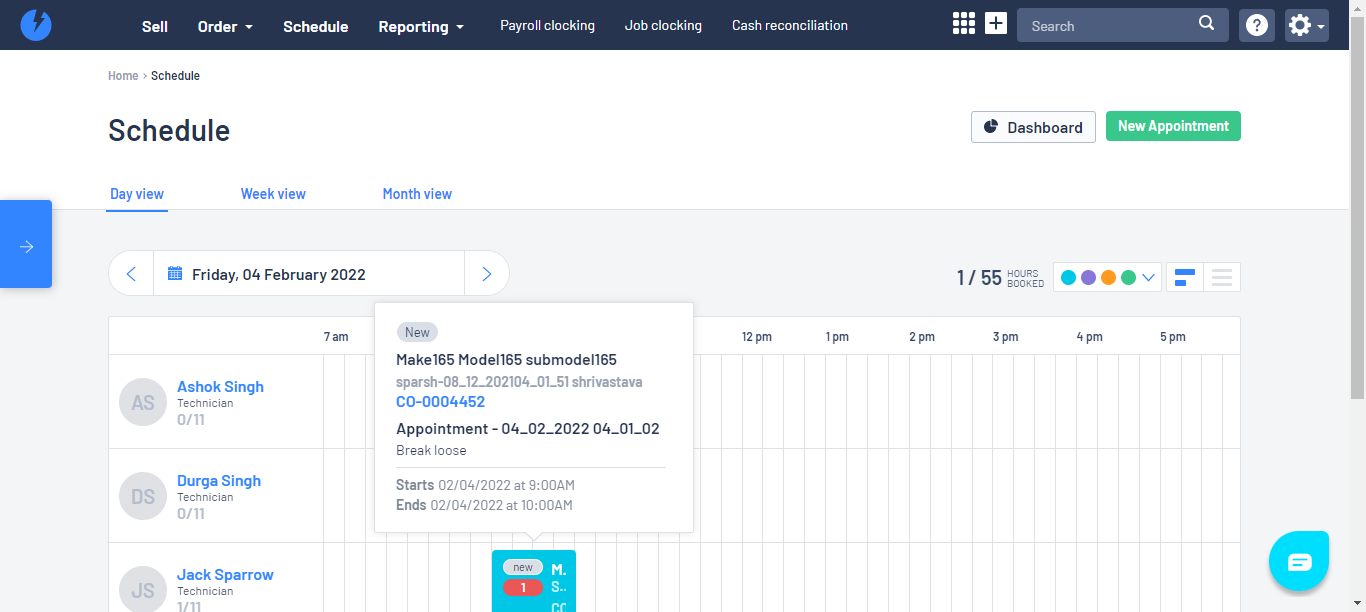 Sell Order Schedule Reporting Payroll clocking Job clocking Cash reconciliation Search ?
Home › Schedule
Schedule
Dashboard New Appointment
Day view Week view Month view
Friday, 04 February 2022
1 / 55 HOURS BOOKED
7 am 12 pm 1 pm 2 pm 3 pm 4 pm 5 pm
New
Make165 Model165 submodel165
sparsh-08_12_202104_01_51 shrivastava
CO-0004452
Appointment - 04_02_2022 04_01_02
Break loose
Starts 02/04/2022 at 9:00AM
Ends 02/04/2022 at 10:00AM
AS Ashok Singh
Technician
0/11
DS Durga Singh
Technician
0/11
JS Jack Sparrow
Technician
1/11
new M.
1 S..
CO